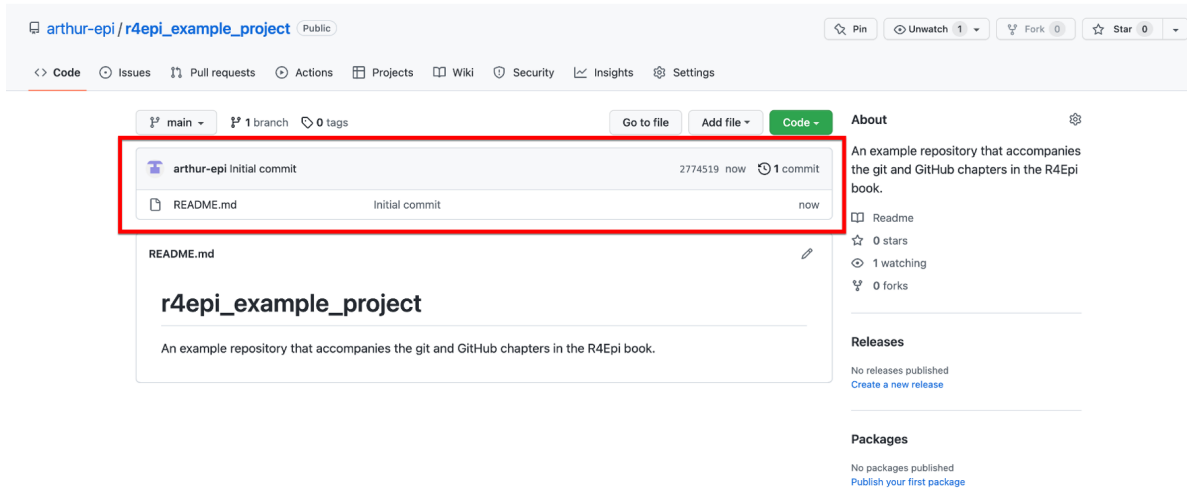 arthur-epi / r4epi_example_project Public
Pin Unwatch 1 Fork 0 Star 0
Code Issues Pull requests Actions Projects Wiki Security Insights Settings
main 1 branch 0 tags Go to file Add file Code
arthur-epi Initial commit 2774519 now 1 commit
README.md Initial commit now
README.md
r4epi_example_project
An example repository that accompanies the git and GitHub chapters in the R4Epi book.
About
An example repository that accompanies
the git and GitHub chapters in the R4Epi
book.
Readme
0 stars
1 watching
0 forks
Releases
No releases published
Create a new release
Packages
No packages published
Publish your first package